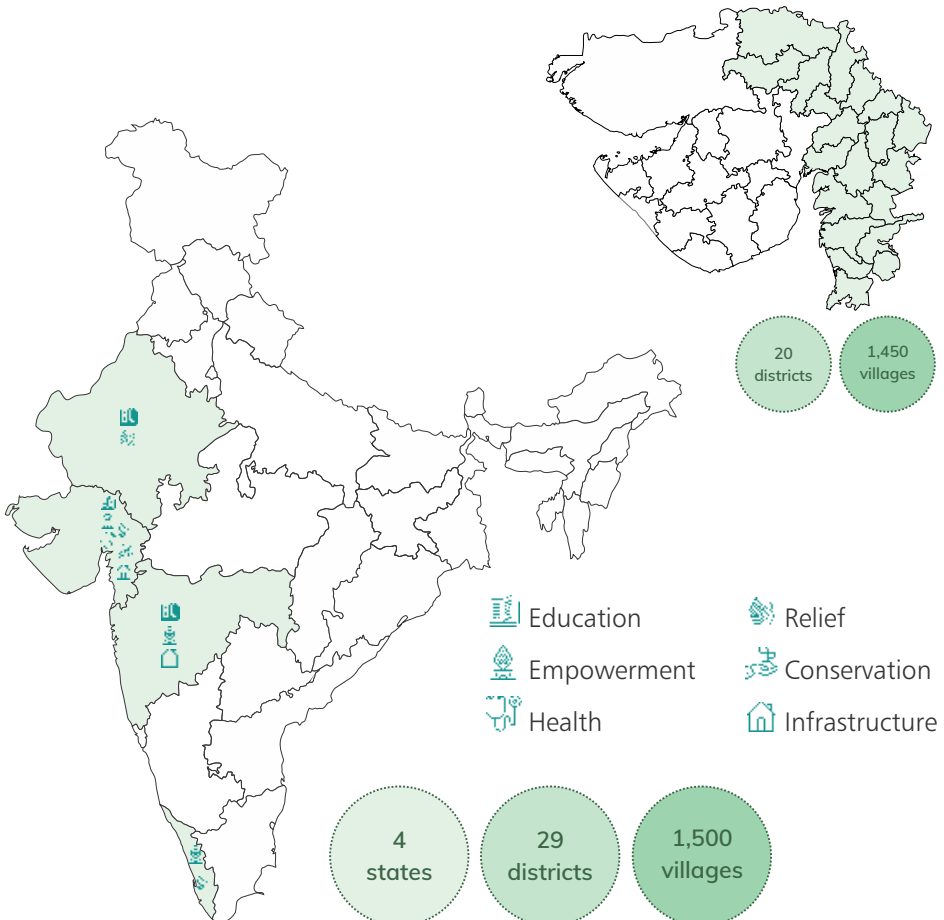 20
districts
1,450
villages
Education
Relief
Empowerment
Conservation
Health
Infrastructure
4
states
29
districts
1,500
villages